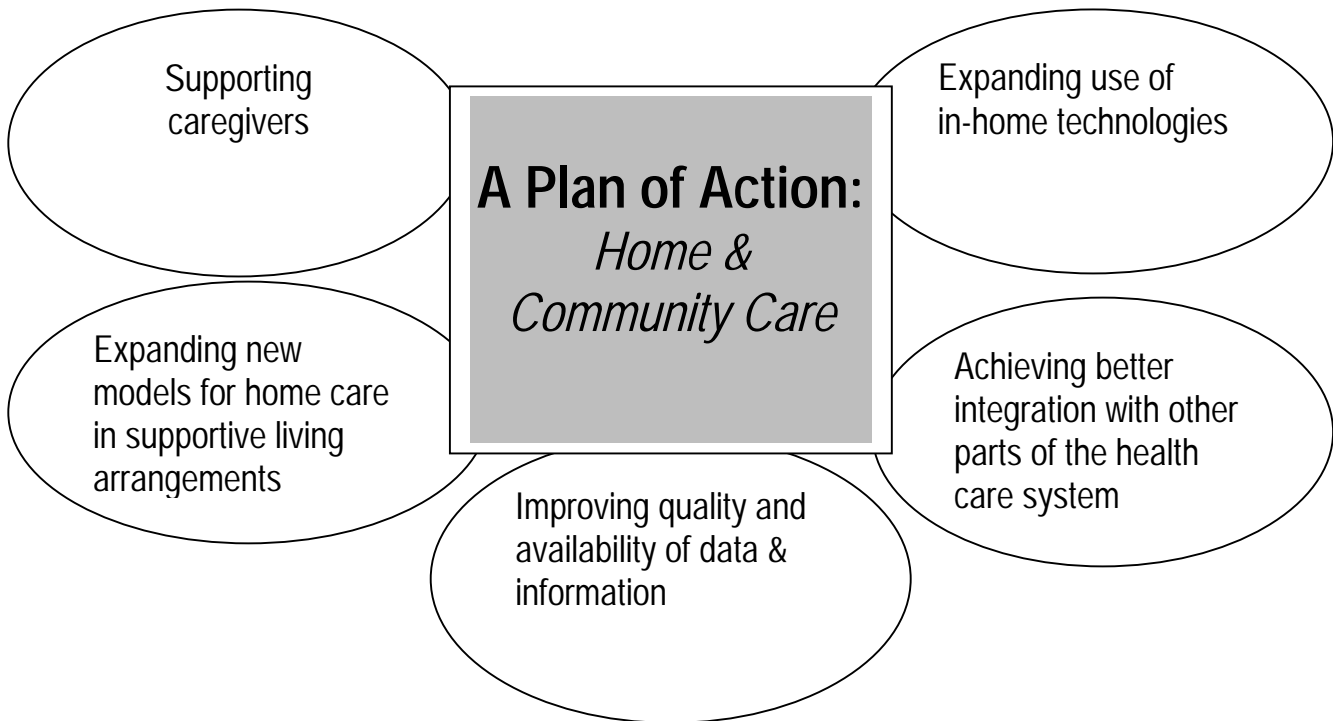 Supporting
caregivers
Expanding use of
in-home technologies
A Plan of Action:
Home &
Community Care
Expanding new
models for home care
in supportive living
arrangements
Achieving better
integration with other
parts of the health
care system
Improving quality and
availability of data &
information